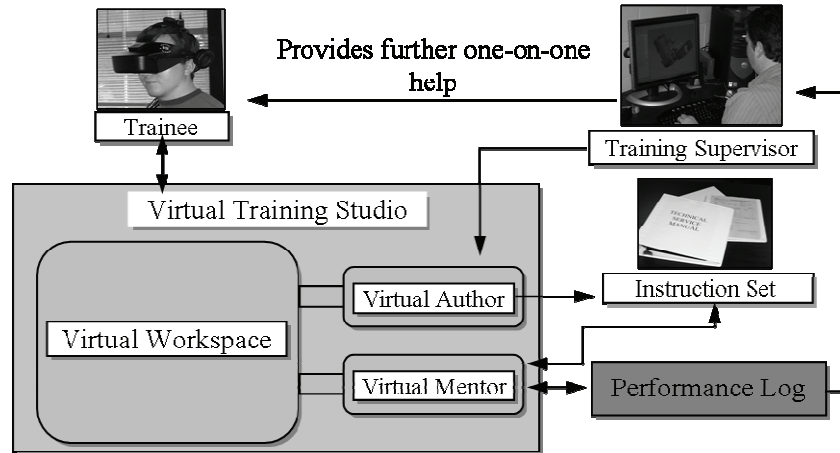 Provides further one-on-one
help
Trainee
Training Supervisor
Virtual Training Studio
TECHNICAL
SERVICE
MANUAL
Virtual Author
Instruction Set
Virtual Workspace
Virtual Mentor
Performance Log